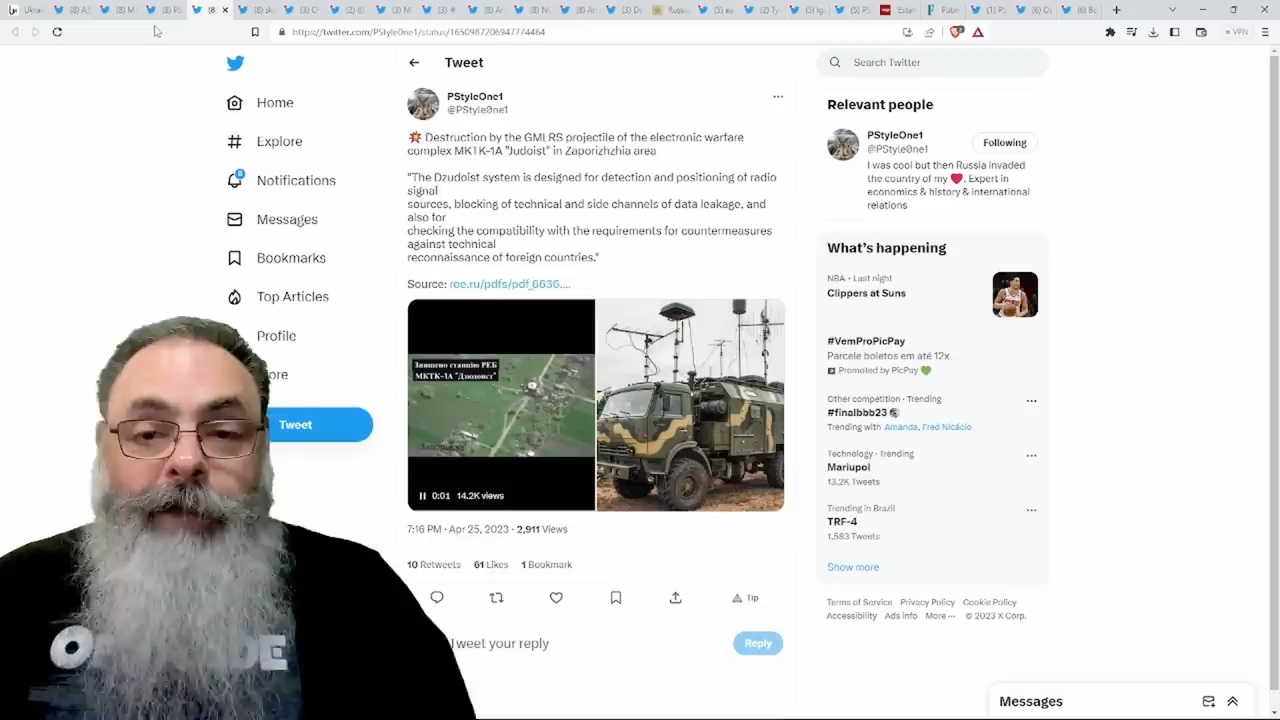 https://twitter.com/PStyle0ne1/status/1650987206947774464
VPN
Home
Explore
8
Notifications
Messages
Bookmarks
Top Articles
Profile
ore
Tweet
Tweet
PStyleOne1
@PStyle0ne1
💥 Destruction by the GMLRS projectile of the electronic warfare
complex MKTK-1A "Judoist" in Zaporizhzhia area
"The Dzudoist system is designed for detection and positioning of radio
signal
sources, blocking of technical and side channels of data leakage, and
also for
checking the compatibility with the requirements for countermeasures
against technical
reconnaissance of foreign countries."
Source: roe.ru/pdfs/pdf_6636....
Знищено станцію РЕБ
МКТК-1А "Дзюдоист"
0:01 14.2K views
7:16 PM · Apr 25, 2023 · 2,911 Views
10 Retweets 61 Likes 1 Bookmark
Tip
Tweet your reply
Reply
Search Twitter
Relevant people
PStyleOne1
@PStyle0ne1
Following
I was cool but then Russia invaded
the country of my ❤️. Expert in
economics & history & international
relations
What's happening
NBA · Last night
Clippers at Suns
#VemProPicPay
Parcele boletos em até 12x
Promoted by PicPay 💚
Other competition · Trending
#finalbbb23
Trending with Amanda, Fred Nicácio
Technology · Trending
Mariupol
13.2K Tweets
Trending in Brazil
TRF-4
1,583 Tweets
Show more
Terms of Service Privacy Policy Cookie Policy
Accessibility Ads info More ··· © 2023 X Corp.
Messages